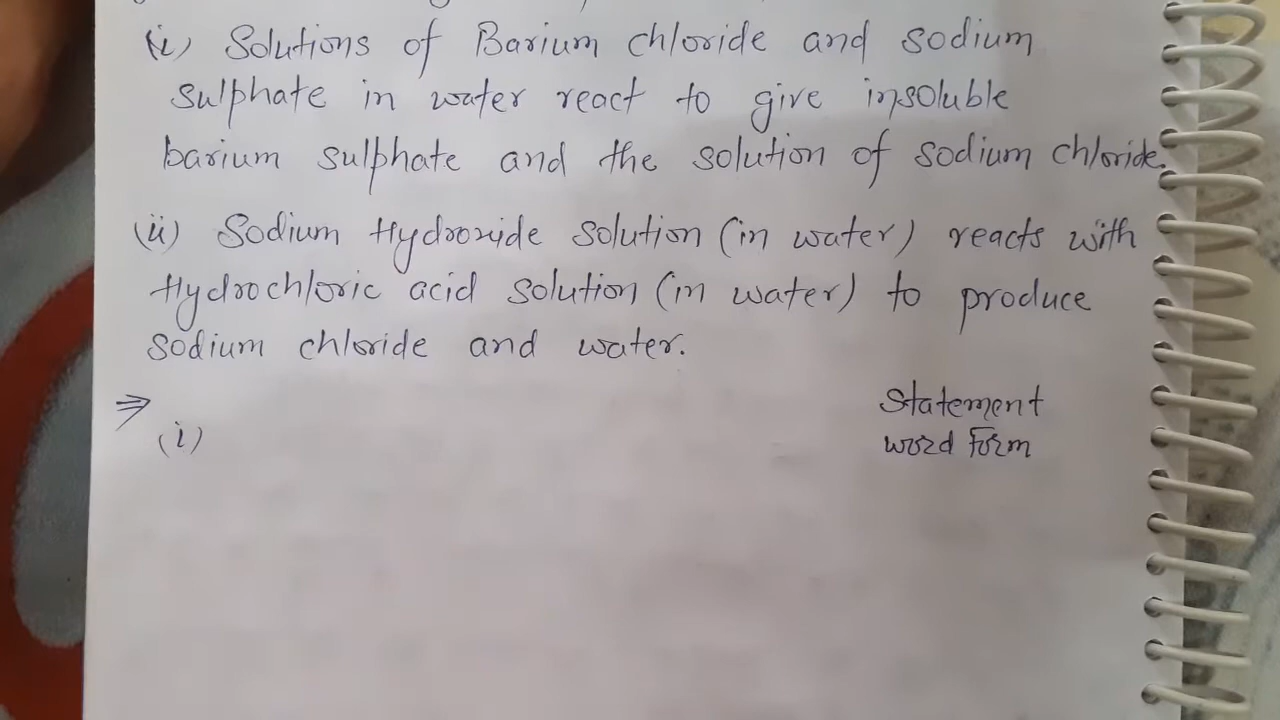 (i) Solutions of Barium chloride and sodium
sulphate in water react to give insoluble
barium sulphate and the solution of sodium chloride.
(ii) Sodium Hydroxide solution (in water) reacts with
Hydrochloric acid solution (in water) to produce
sodium chloride and water.
⇒
Statement
(i)
word Form